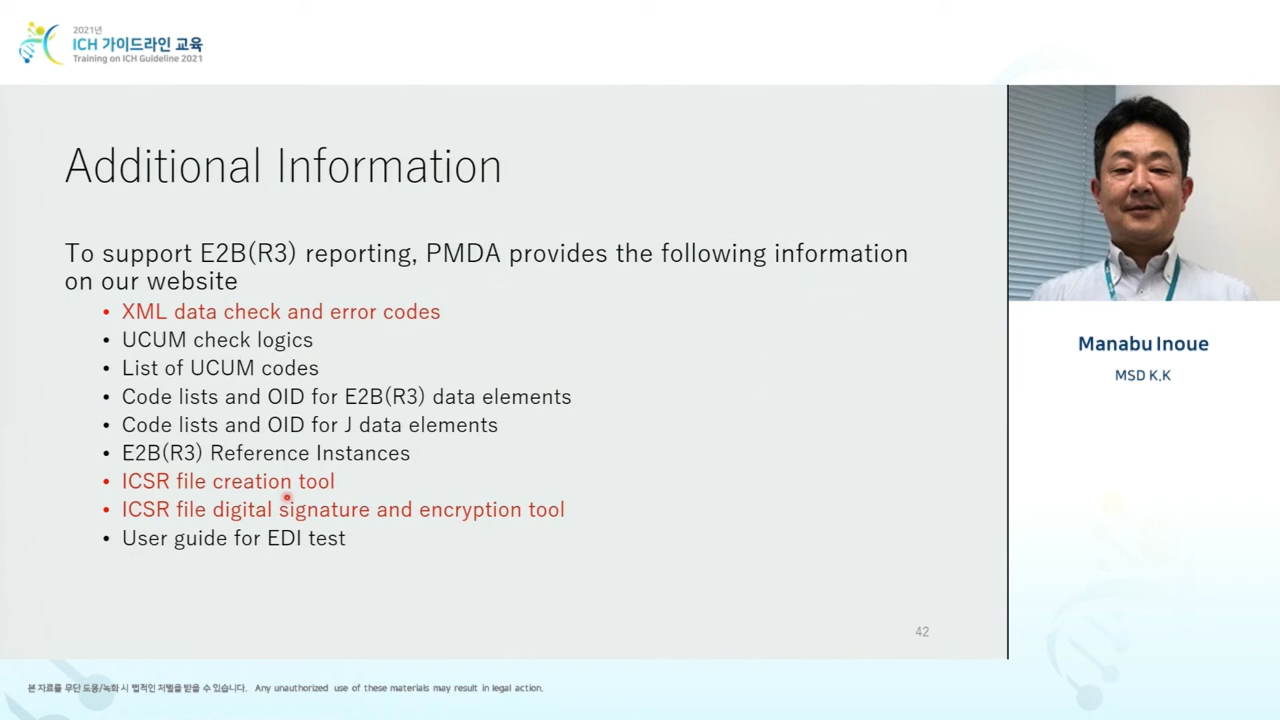 2021년
ICH 가이드라인 교육
Training on ICH Guideline 2021
Additional Information
To support E2B(R3) reporting, PMDA provides the following information
on our website
• XML data check and error codes
• UCUM check logics
• List of UCUM codes
• Code lists and OID for E2B(R3) data elements
• Code lists and OID for J data elements
• E2B(R3) Reference Instances
• ICSR file creation tool
• ICSR file digital signature and encryption tool
• User guide for EDI test
42
Manabu Inoue
MSD K.K
본 자료를 무단 도용/녹화 시 법적인 처벌을 받을 수 있습니다. Any unauthorized use of these materials may result in legal action.